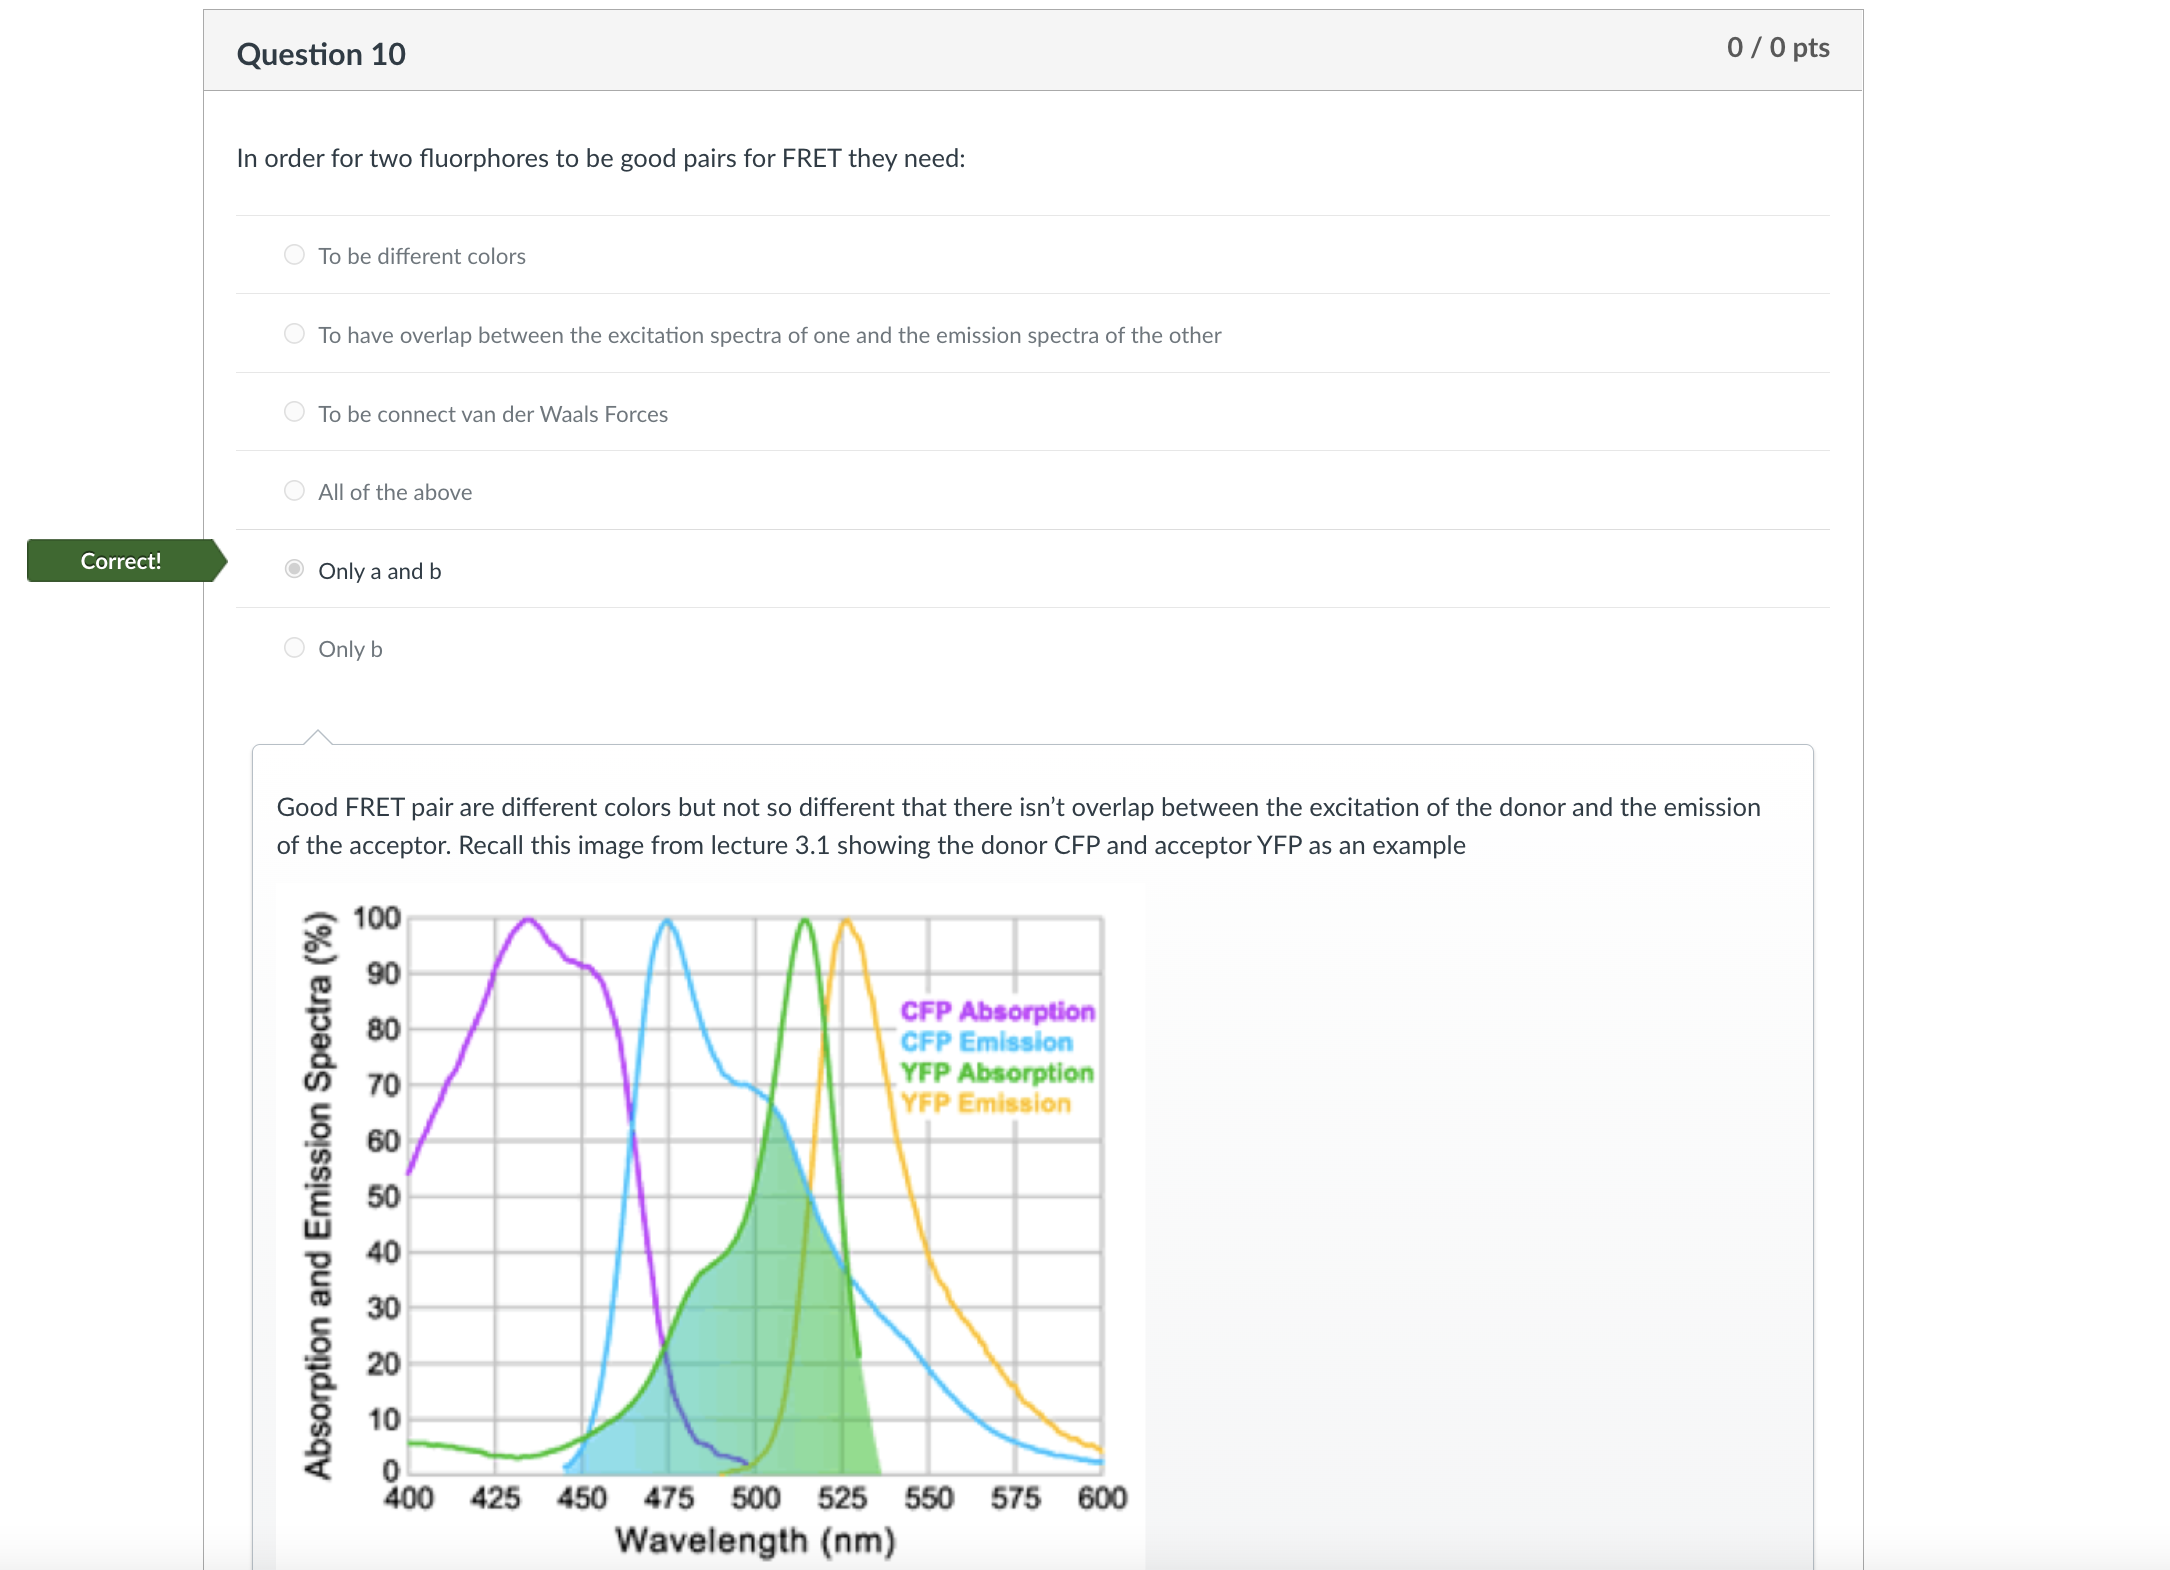 Question 10
0 / 0 pts
In order for two fluorphores to be good pairs for FRET they need:
To be different colors
To have overlap between the excitation spectra of one and the emission spectra of the other
To be connect van der Waals Forces
All of the above
Correct!
Only a and b
Only b
Good FRET pair are different colors but not so different that there isn't overlap between the excitation of the donor and the emission
of the acceptor. Recall this image from lecture 3.1 showing the donor CFP and acceptor YFP as an example
Absorption and Emission Spectra (%)
100
90
80
70
60
50
40
30
20
10
0
CFP Absorption
CFP Emission
YFP Absorption
YFP Emission
400 425 450 475 500 525 550 575 600
Wavelength (nm)